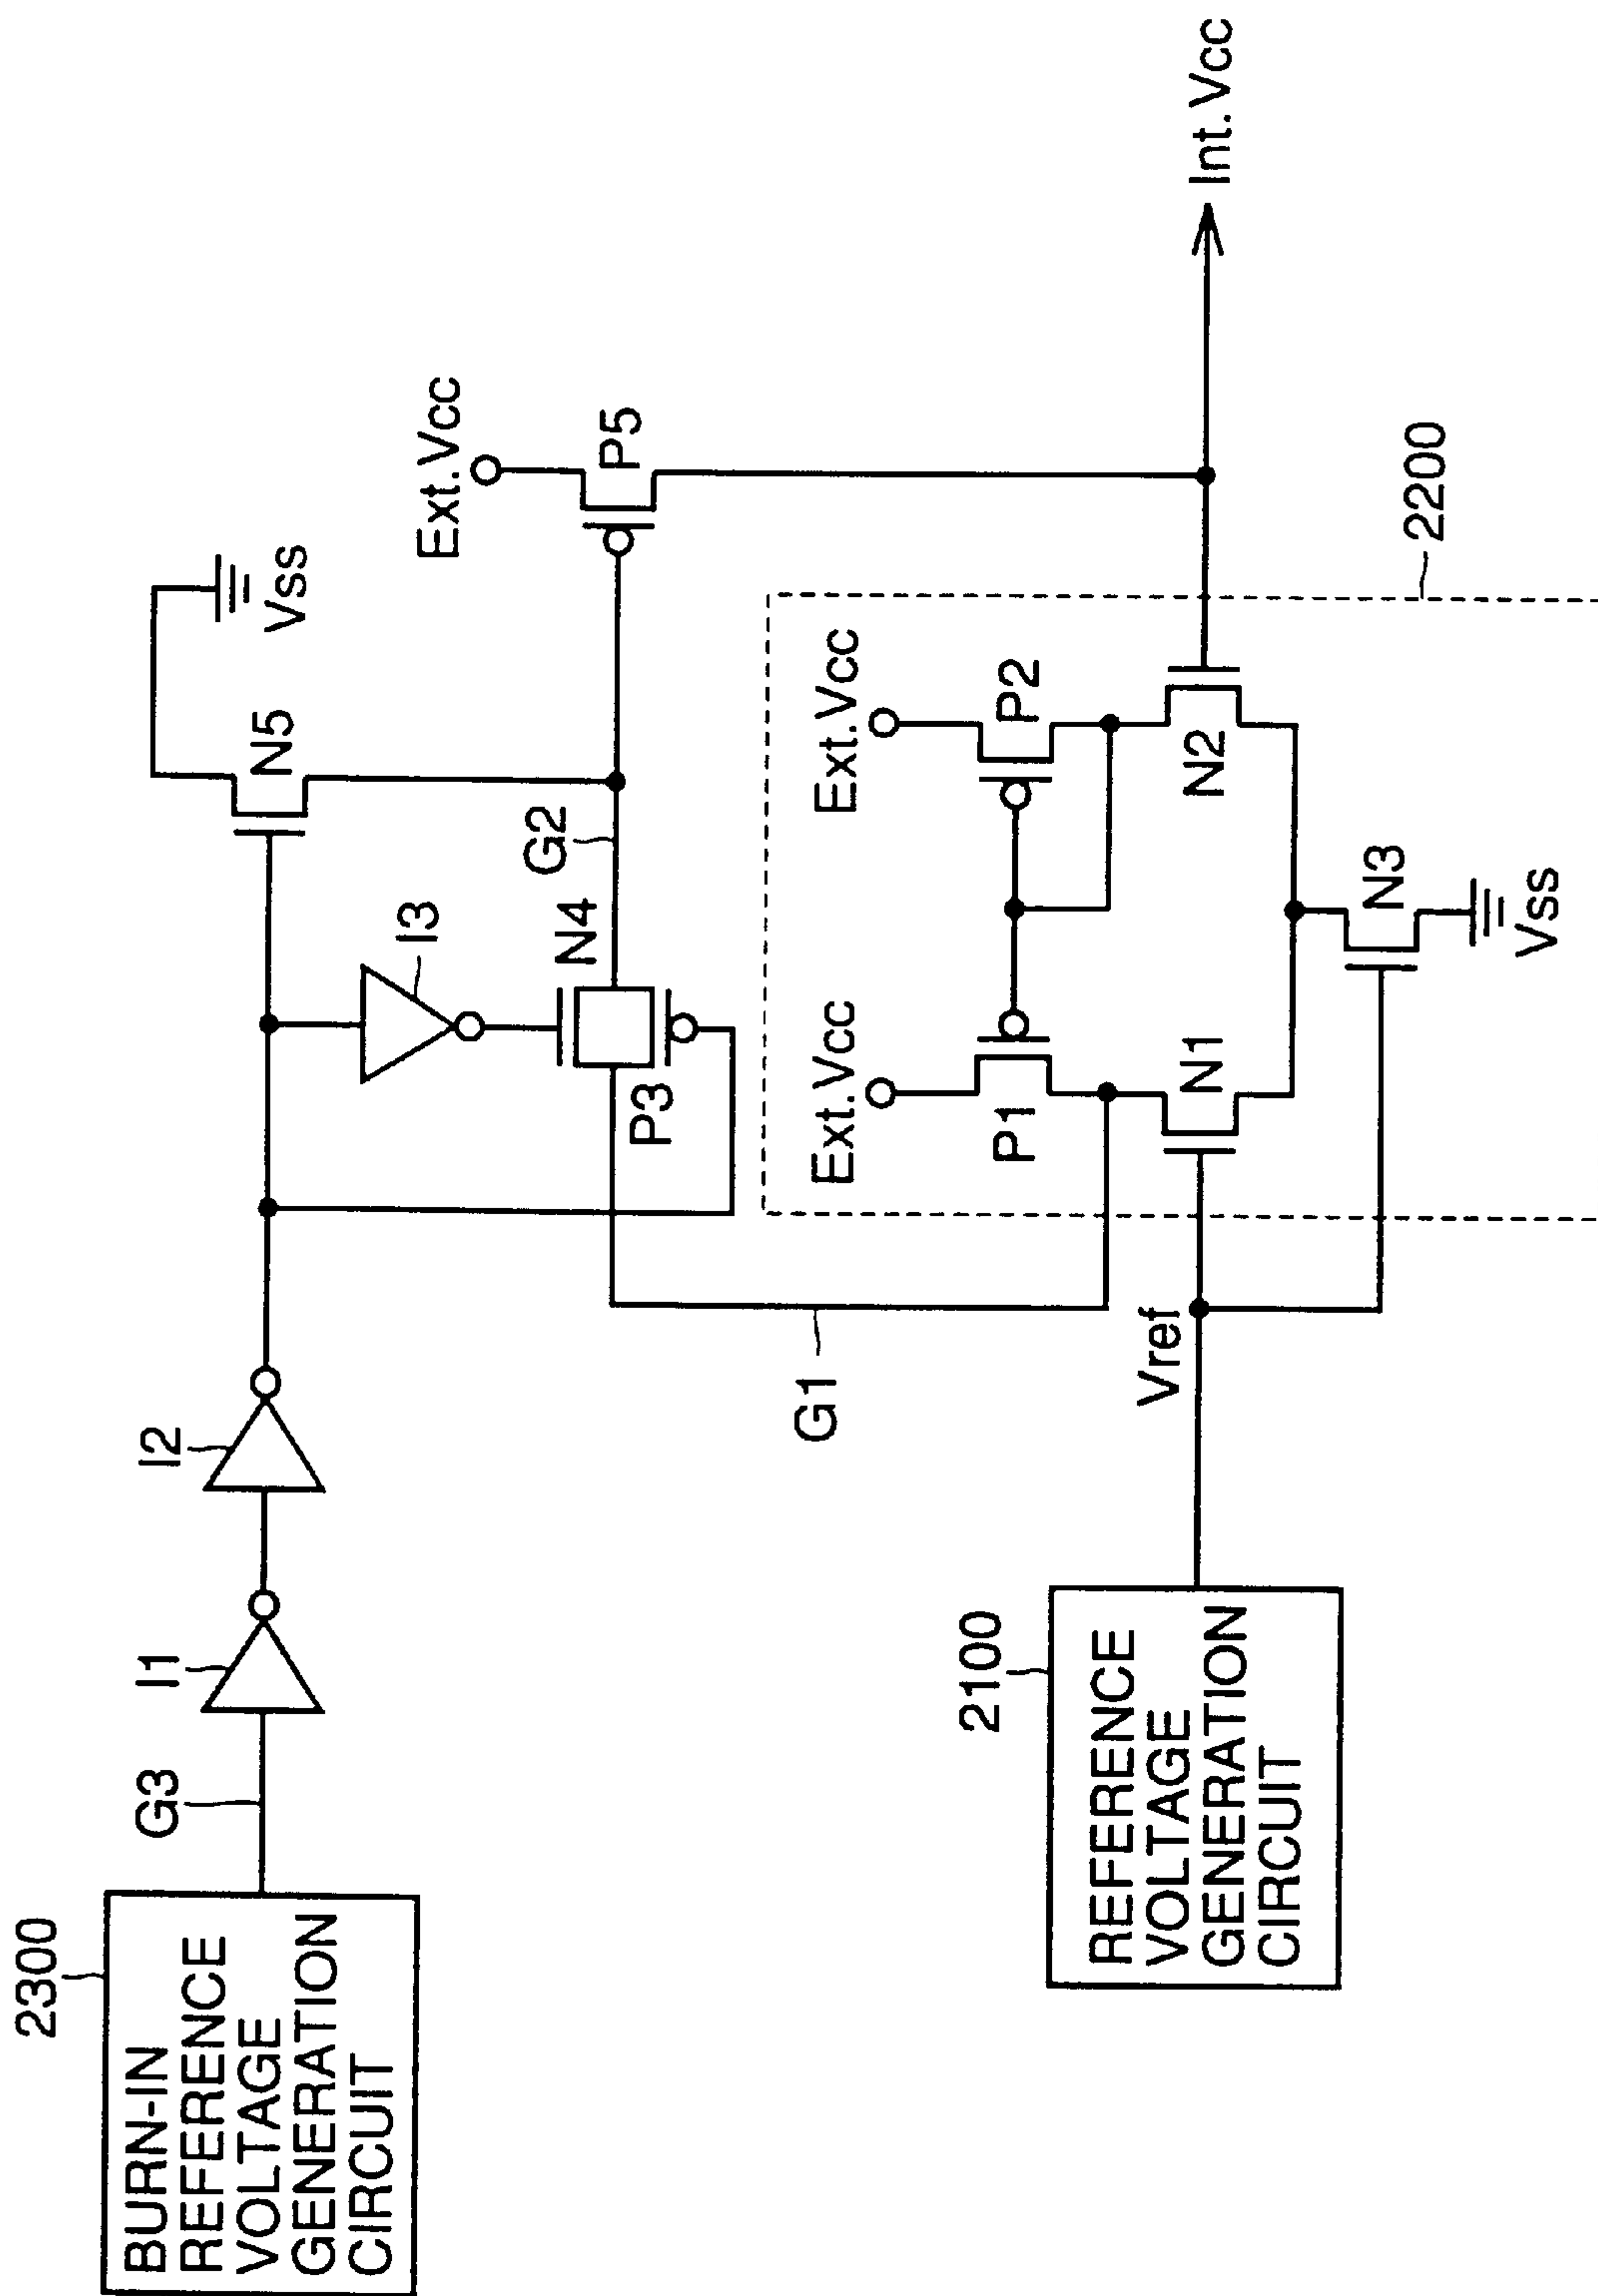 2300
BURN-IN
REFERENCE
VOLTAGE
GENERATION
CIRCUIT
G3
I1
I2
I3
N5
Vss
Ext.Vcc
P5
G2
N4
P3
G1
2100
REFERENCE
VOLTAGE
GENERATION
CIRCUIT
Vref
Ext.Vcc
P1
N1
Ext.Vcc
P2
N2
N3
Vss
2200
Int.Vcc